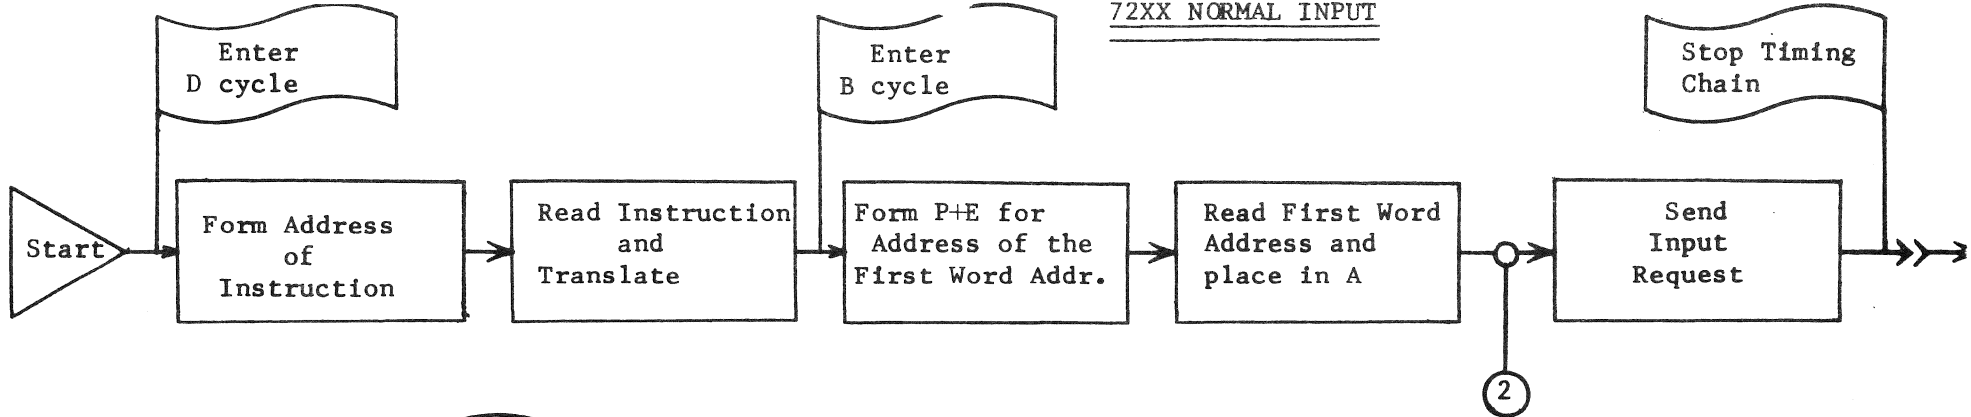 72XX NORMAL INPUT
Enter
D cycle
Enter
B cycle
Stop Timing
Chain
Start
Form Address
of
Instruction
Read Instruction
and
Translate
Form P+E for
Address of the
First Word Addr.
Read First Word
Address and
place in A
Send
Input
Request
2